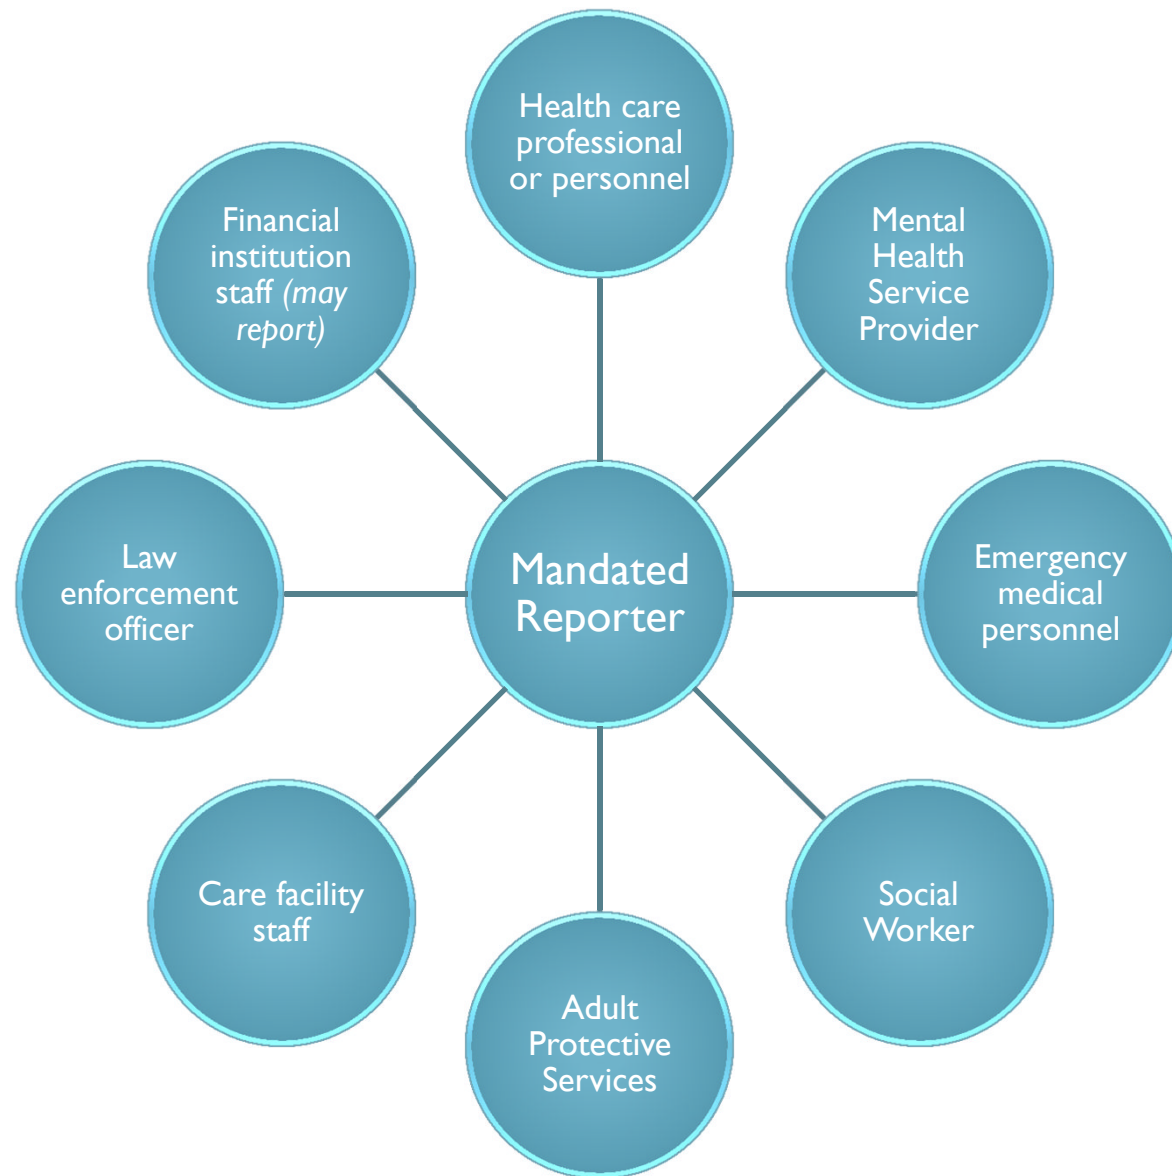 Health care
professional
or personnel
Mental
Health
Service
Provider
Emergency
medical
personnel
Social
Worker
Adult
Protective
Services
Care facility
staff
Law
enforcement
officer
Financial
institution
staff (may
report)
Mandated
Reporter